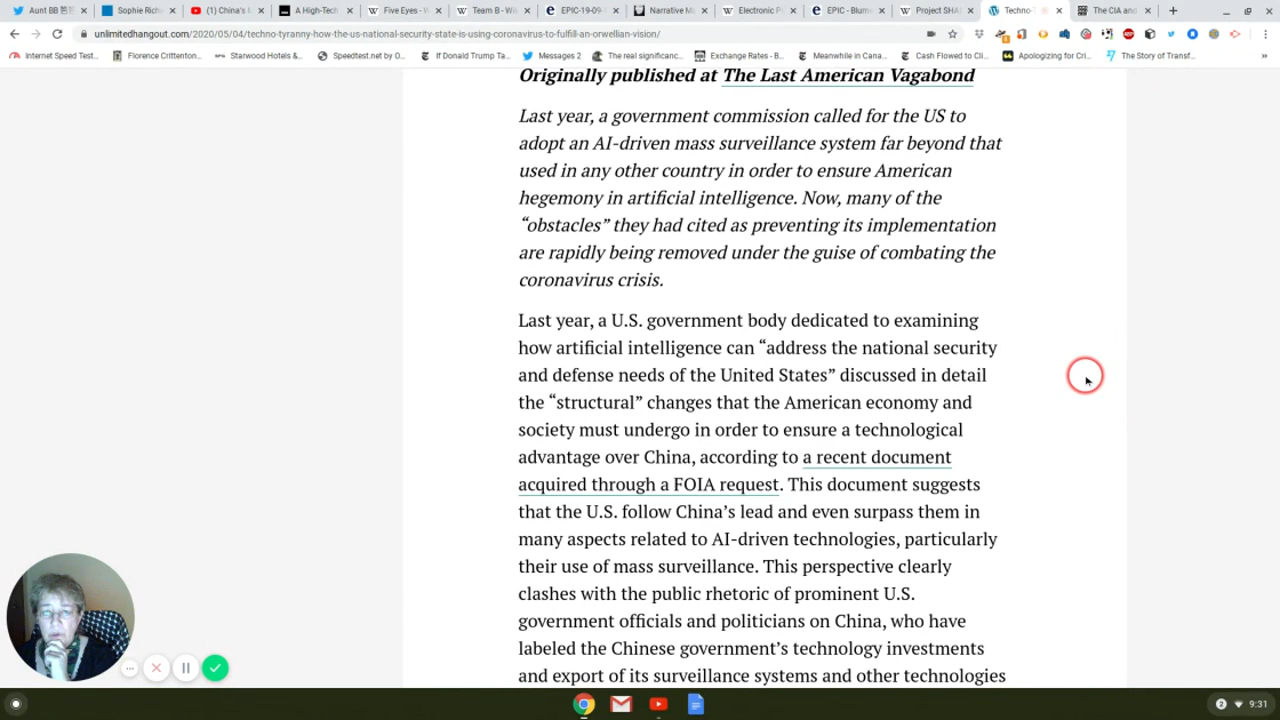 Aunt BB
Sophie Rich
(1) China's
A High-Tech
Five Eyes - W
Team B - Wi
EPIC-19-09-
Narrative M
Electronic P
EPIC - Blum
Project SHA
Techno-T
The CIA and
unlimitedhangout.com/2020/05/04/techno-tyranny-how-the-us-national-security-state-is-using-coronavirus-to-fulfill-an-orwellian-vision/
Internet Speed Test...
Florence Crittenton...
Starwood Hotels &...
Speedtest.net by O...
If Donald Trump Ta...
Messages 2
The real significanc...
Exchange Rates - B...
Meanwhile in Cana...
Cash Flowed to Cli...
Apologizing for Cri...
The Story of Transf...
»
Originally published at The Last American Vagabond
Last year, a government commission called for the US to
adopt an AI-driven mass surveillance system far beyond that
used in any other country in order to ensure American
hegemony in artificial intelligence. Now, many of the
“obstacles” they had cited as preventing its implementation
are rapidly being removed under the guise of combating the
coronavirus crisis.
Last year, a U.S. government body dedicated to examining
how artificial intelligence can “address the national security
and defense needs of the United States” discussed in detail
the “structural” changes that the American economy and
society must undergo in order to ensure a technological
advantage over China, according to a recent document
acquired through a FOIA request. This document suggests
that the U.S. follow China’s lead and even surpass them in
many aspects related to AI-driven technologies, particularly
their use of mass surveillance. This perspective clearly
clashes with the public rhetoric of prominent U.S.
government officials and politicians on China, who have
labeled the Chinese government’s technology investments
and export of its surveillance systems and other technologies
2
9:31